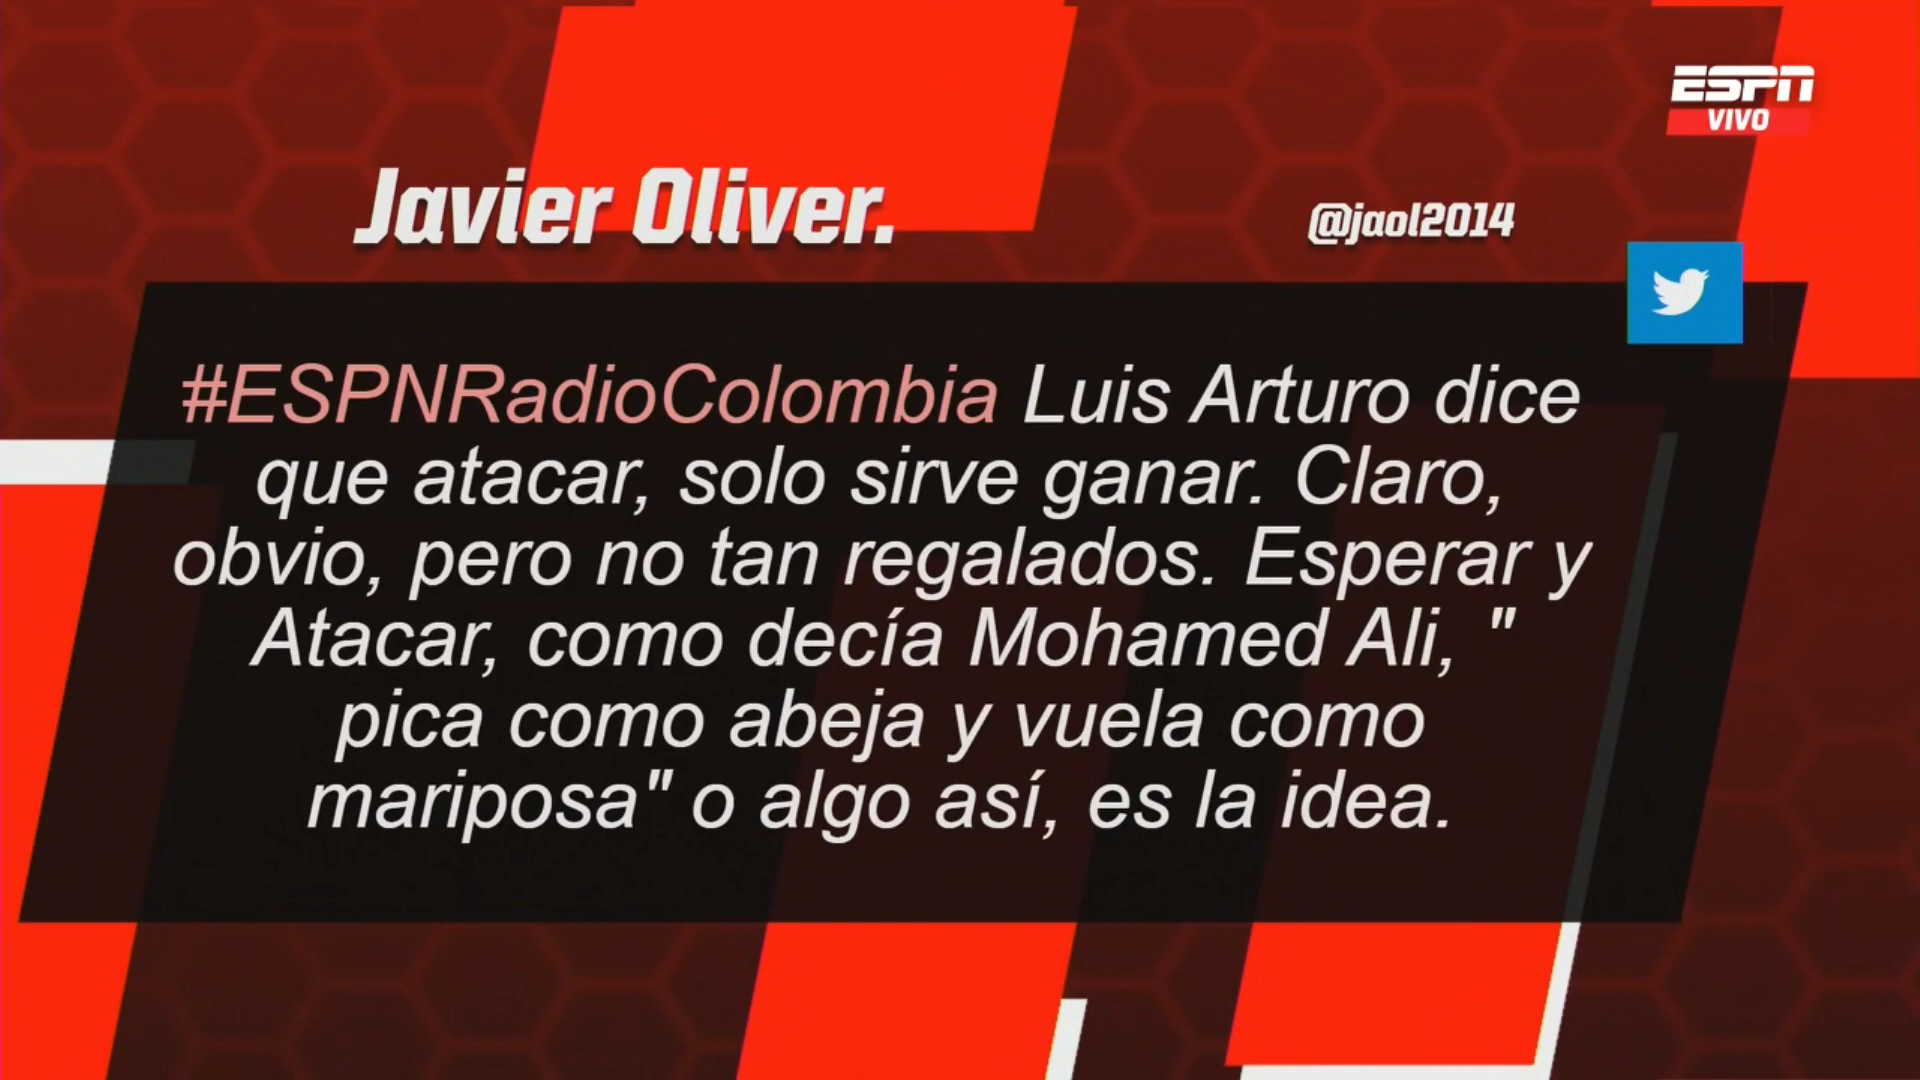 ESPN
VIVO
Javier Oliver.
@jaol2014
#ESPNRadioColombia Luis Arturo dice
que atacar, solo sirve ganar. Claro,
obvio, pero no tan regalados. Esperar y
Atacar, como decía Mohamed Ali, "
pica como abeja y vuela como
mariposa" o algo así, es la idea.